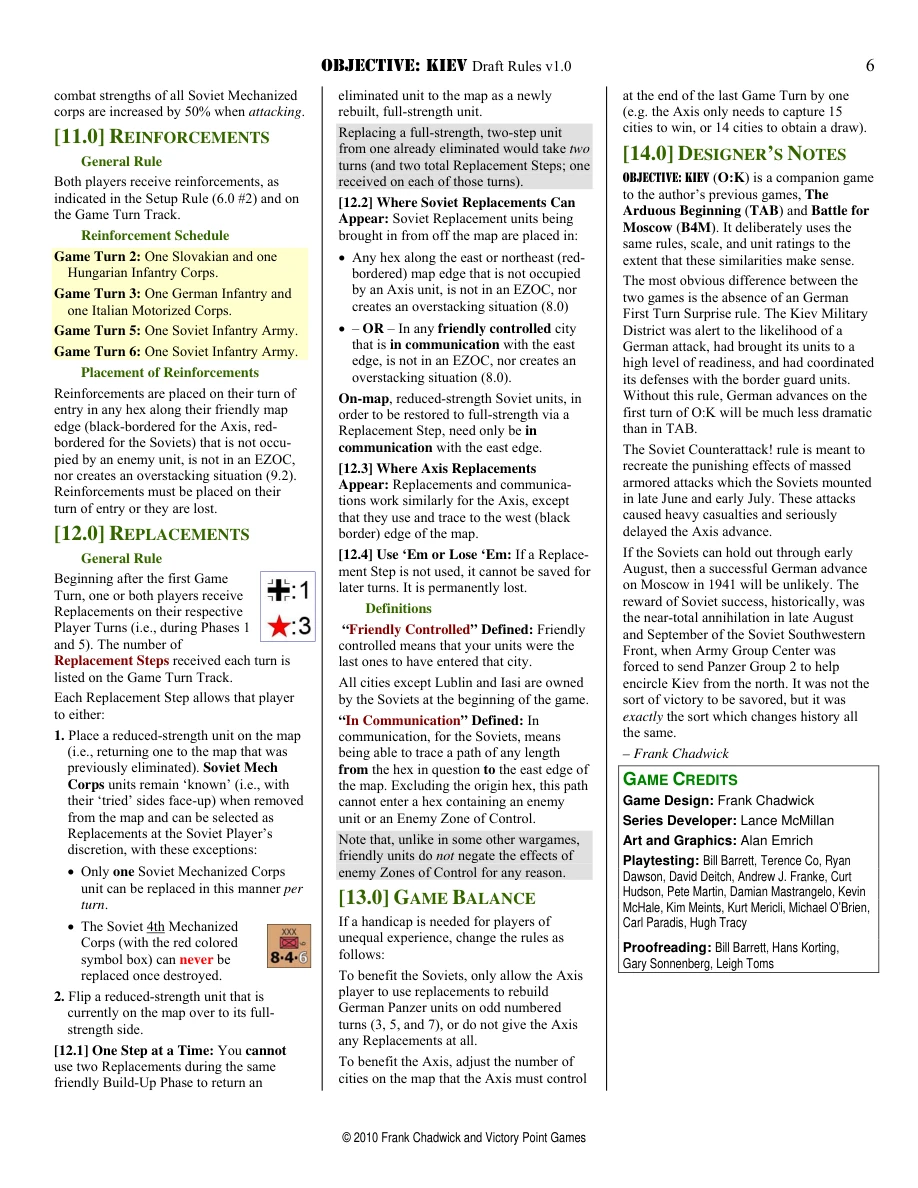 OBJECTIVE: KIEV Draft Rules v1.0
6
combat strengths of all Soviet Mechanized
corps are increased by 50% when attacking.
[11.0] REINFORCEMENTS
General Rule
Both players receive reinforcements, as
indicated in the Setup Rule (6.0 #2) and on
the Game Turn Track.
Reinforcement Schedule
Game Turn 2: One Slovakian and one
Hungarian Infantry Corps.
Game Turn 3: One German Infantry and
one Italian Motorized Corps.
Game Turn 5: One Soviet Infantry Army.
Game Turn 6: One Soviet Infantry Army.
Placement of Reinforcements
Reinforcements are placed on their turn of
entry in any hex along their friendly map
edge (black-bordered for the Axis, red-
bordered for the Soviets) that is not occu-
pied by an enemy unit, is not in an EZOC,
nor creates an overstacking situation (9.2).
Reinforcements must be placed on their
turn of entry or they are lost.
[12.0] REPLACEMENTS
General Rule
Beginning after the first Game
Turn, one or both players receive
Replacements on their respective
Player Turns (i.e., during Phases 1
and 5). The number of
:1
:3
Replacement Steps received each turn is
listed on the Game Turn Track.
Each Replacement Step allows that player
to either:
1. Place a reduced-strength unit on the map
(i.e., returning one to the map that was
previously eliminated). Soviet Mech
Corps units remain ‘known’ (i.e., with
their ‘tried’ sides face-up) when removed
from the map and can be selected as
Replacements at the Soviet Player’s
discretion, with these exceptions:
• Only one Soviet Mechanized Corps
unit can be replaced in this manner per
turn.
• The Soviet 4th Mechanized
Corps (with the red colored
symbol box) can never be
replaced once destroyed.
XXX
8•4•6
2. Flip a reduced-strength unit that is
currently on the map over to its full-
strength side.
[12.1] One Step at a Time: You cannot
use two Replacements during the same
friendly Build-Up Phase to return an
eliminated unit to the map as a newly
rebuilt, full-strength unit.
Replacing a full-strength, two-step unit
from one already eliminated would take two
turns (and two total Replacement Steps; one
received on each of those turns).
[12.2] Where Soviet Replacements Can
Appear: Soviet Replacement units being
brought in from off the map are placed in:
• Any hex along the east or northeast (red-
bordered) map edge that is not occupied
by an Axis unit, is not in an EZOC, nor
creates an overstacking situation (8.0)
• – OR – In any friendly controlled city
that is in communication with the east
edge, is not in an EZOC, nor creates an
overstacking situation (8.0).
On-map, reduced-strength Soviet units, in
order to be restored to full-strength via a
Replacement Step, need only be in
communication with the east edge.
[12.3] Where Axis Replacements
Appear: Replacements and communica-
tions work similarly for the Axis, except
that they use and trace to the west (black
border) edge of the map.
[12.4] Use ‘Em or Lose ‘Em: If a Replace-
ment Step is not used, it cannot be saved for
later turns. It is permanently lost.
Definitions
“Friendly Controlled” Defined: Friendly
controlled means that your units were the
last ones to have entered that city.
All cities except Lublin and Iasi are owned
by the Soviets at the beginning of the game.
“In Communication” Defined: In
communication, for the Soviets, means
being able to trace a path of any length
from the hex in question to the east edge of
the map. Excluding the origin hex, this path
cannot enter a hex containing an enemy
unit or an Enemy Zone of Control.
Note that, unlike in some other wargames,
friendly units do not negate the effects of
enemy Zones of Control for any reason.
[13.0] GAME BALANCE
If a handicap is needed for players of
unequal experience, change the rules as
follows:
To benefit the Soviets, only allow the Axis
player to use replacements to rebuild
German Panzer units on odd numbered
turns (3, 5, and 7), or do not give the Axis
any Replacements at all.
To benefit the Axis, adjust the number of
cities on the map that the Axis must control
at the end of the last Game Turn by one
(e.g. the Axis only needs to capture 15
cities to win, or 14 cities to obtain a draw).
[14.0] DESIGNER’S NOTES
OBJECTIVE: KIEV (O:K) is a companion game
to the author’s previous games, The
Arduous Beginning (TAB) and Battle for
Moscow (B4M). It deliberately uses the
same rules, scale, and unit ratings to the
extent that these similarities make sense.
The most obvious difference between the
two games is the absence of an German
First Turn Surprise rule. The Kiev Military
District was alert to the likelihood of a
German attack, had brought its units to a
high level of readiness, and had coordinated
its defenses with the border guard units.
Without this rule, German advances on the
first turn of O:K will be much less dramatic
than in TAB.
The Soviet Counterattack! rule is meant to
recreate the punishing effects of massed
armored attacks which the Soviets mounted
in late June and early July. These attacks
caused heavy casualties and seriously
delayed the Axis advance.
If the Soviets can hold out through early
August, then a successful German advance
on Moscow in 1941 will be unlikely. The
reward of Soviet success, historically, was
the near-total annihilation in late August
and September of the Soviet Southwestern
Front, when Army Group Center was
forced to send Panzer Group 2 to help
encircle Kiev from the north. It was not the
sort of victory to be savored, but it was
exactly the sort which changes history all
the same.
– Frank Chadwick
GAME CREDITS
Game Design: Frank Chadwick
Series Developer: Lance McMillan
Art and Graphics: Alan Emrich
Playtesting: Bill Barrett, Terence Co, Ryan
Dawson, David Deitch, Andrew J. Franke, Curt
Hudson, Pete Martin, Damian Mastrangelo, Kevin
McHale, Kim Meints, Kurt Mericli, Michael O’Brien,
Carl Paradis, Hugh Tracy
Proofreading: Bill Barrett, Hans Korting,
Gary Sonnenberg, Leigh Toms
© 2010 Frank Chadwick and Victory Point Games